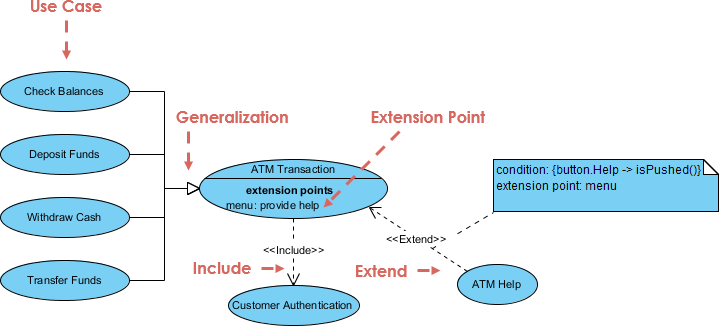 Use Case
Check Balances
Generalization
Extension Point
Deposit Funds
ATM Transaction
extension points
menu: provide help
condition: {button.Help -> isPushed()}
extension point: menu
Withdraw Cash
<<Include>>
<<Extend>>
Include
Extend
Transfer Funds
Customer Authentication
ATM Help